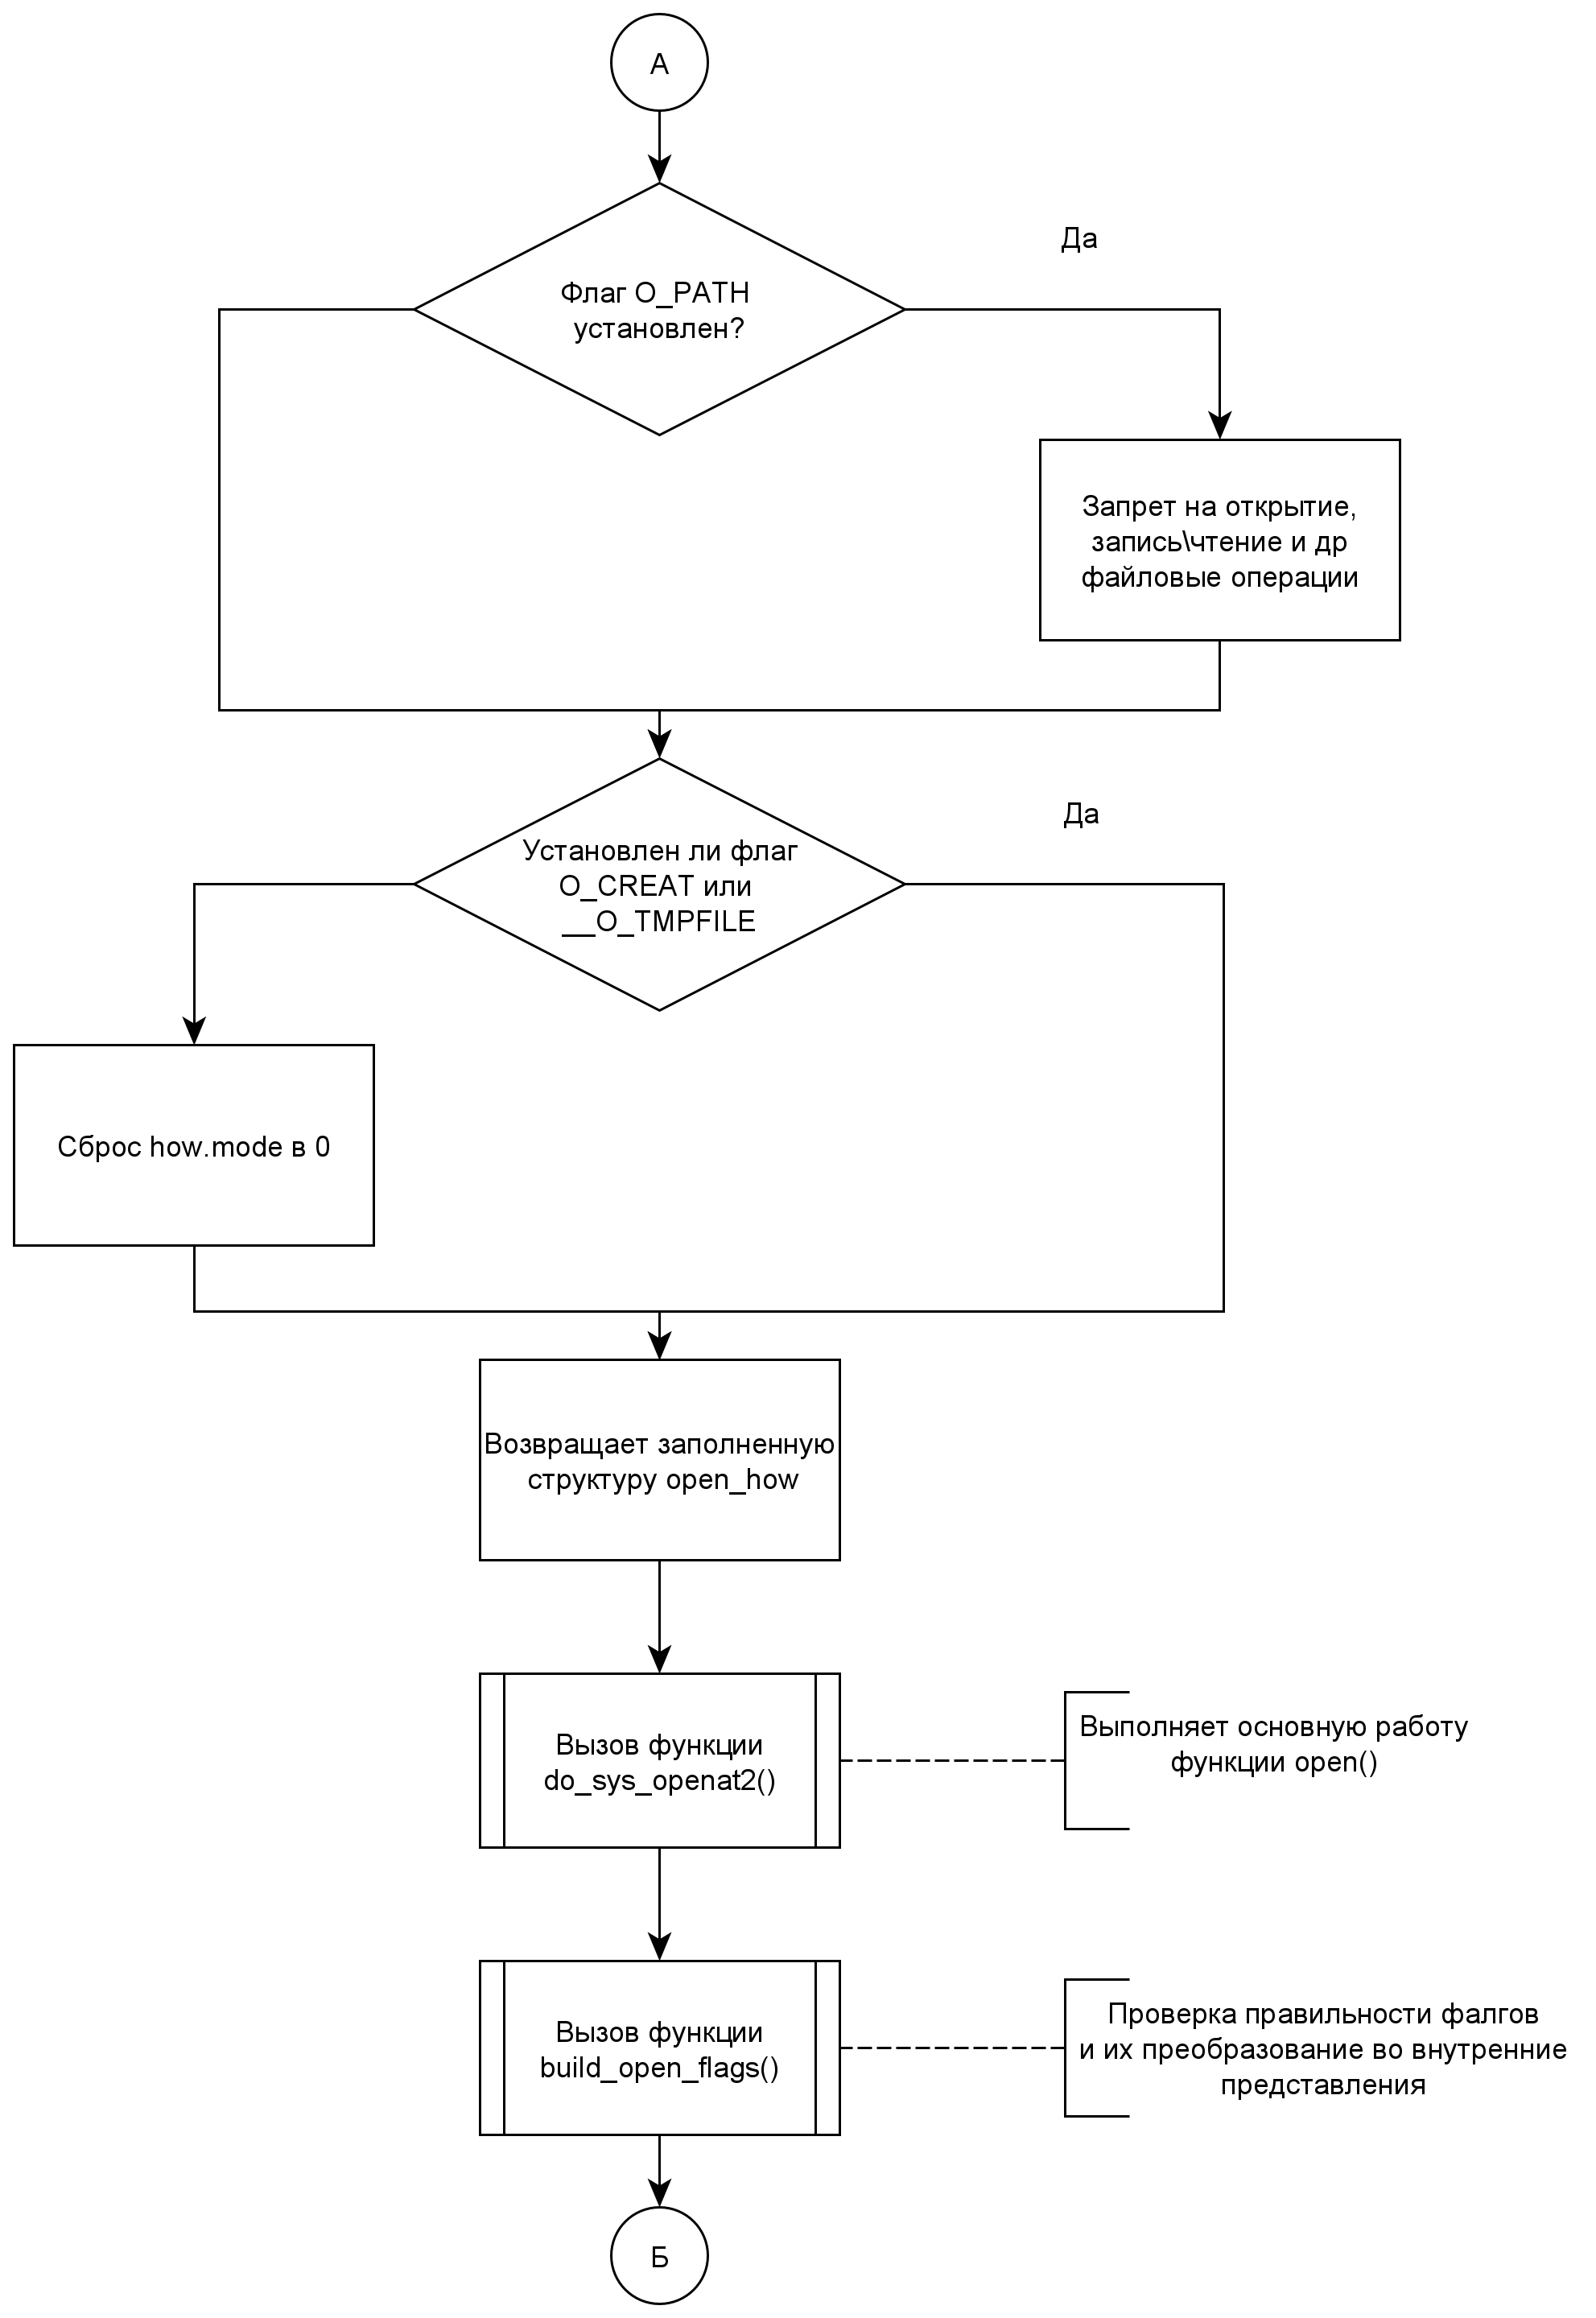 А
Да
Флаг O_PATH
установлен?
Запрет на открытие,
запись\чтение и др
файловые операции
Да
Установлен ли флаг
O_CREAT или
__O_TMPFILE
Сброс how.mode в 0
Возвращает заполненную
структуру open_how
Вызов функции
do_sys_openat2()
Выполняет основную работу
функции open()
Вызов функции
build_open_flags()
Проверка правильности фалгов
и их преобразование во внутренние
представления
Б